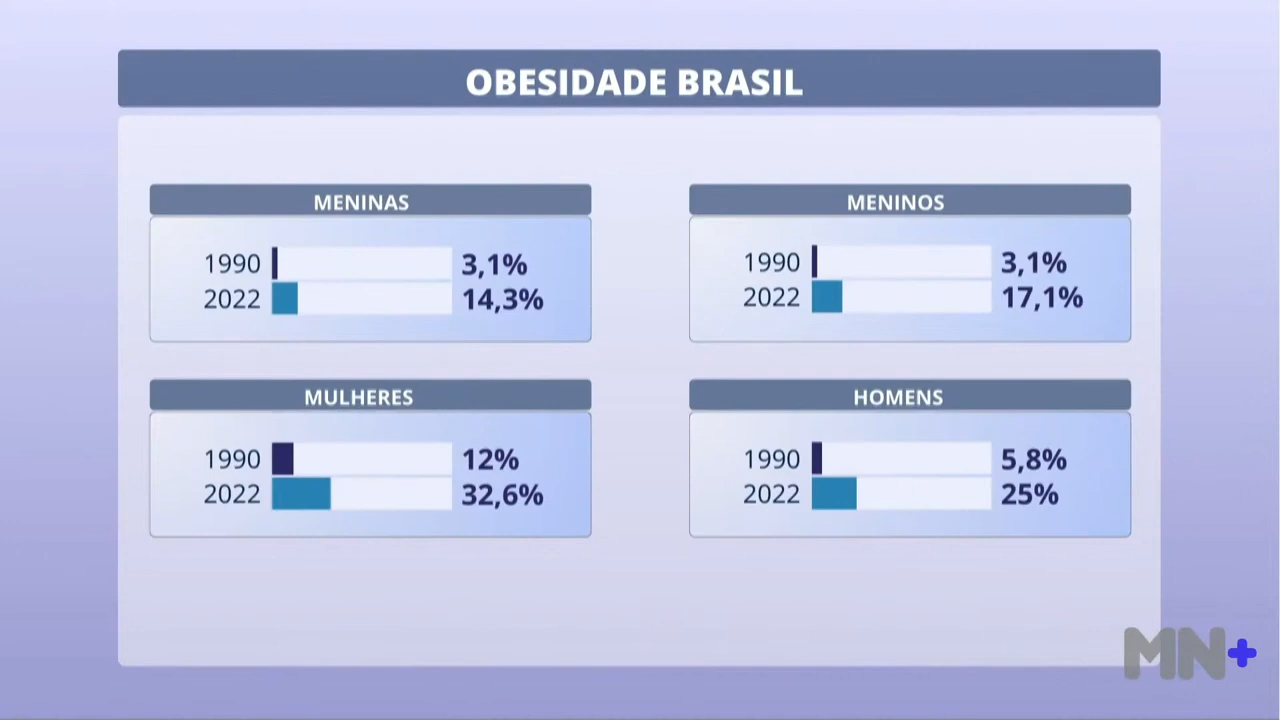 OBESIDADE BRASIL
MENINAS
1990 3,1%
2022 14,3%
MENINOS
1990 3,1%
2022 17,1%
MULHERES
1990 12%
2022 32,6%
HOMENS
1990 5,8%
2022 25%
MN+